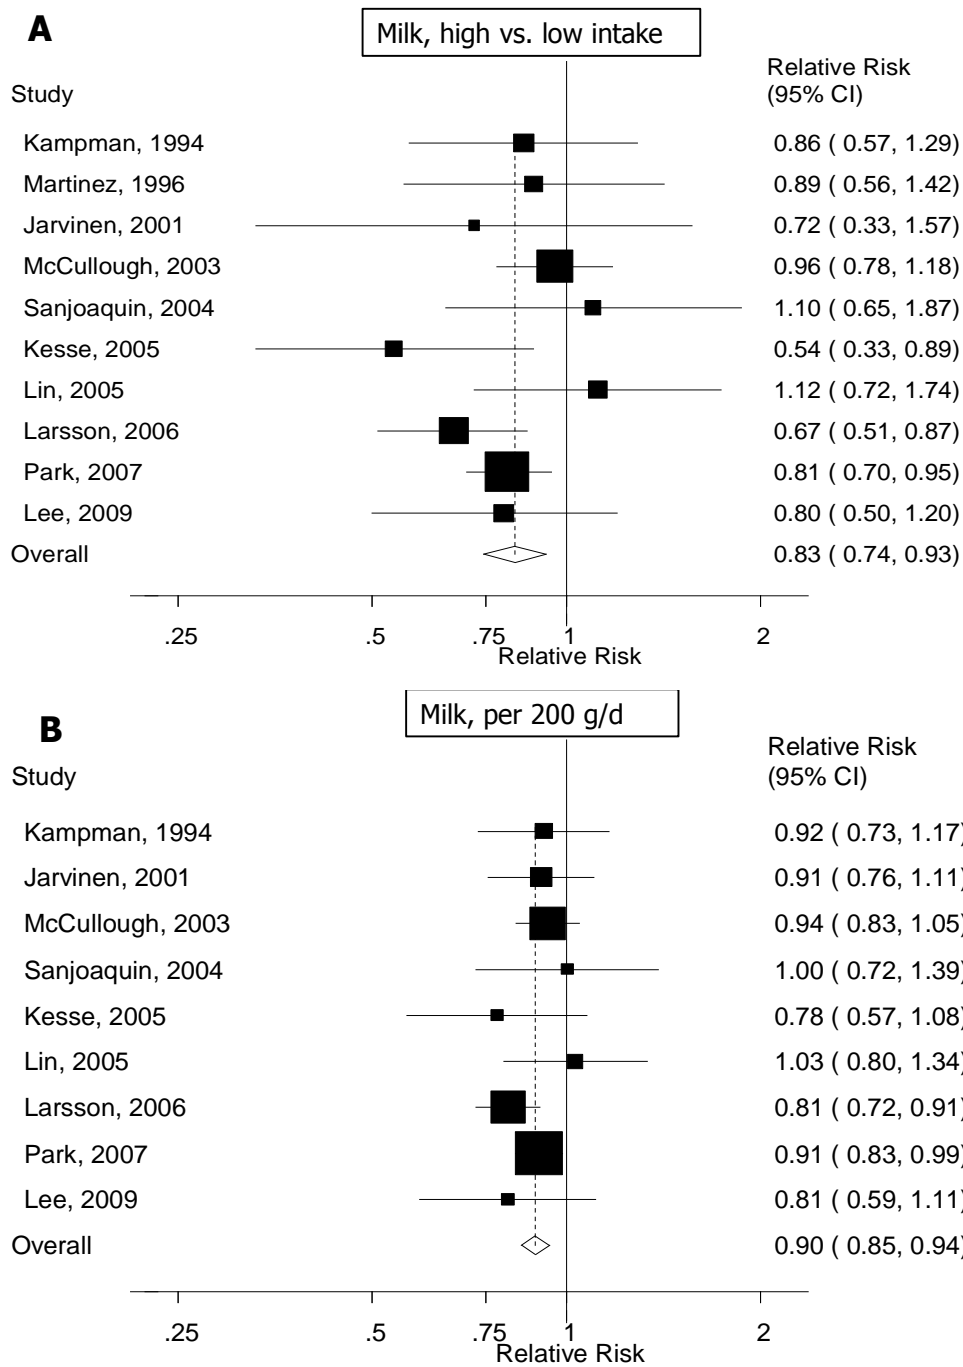 A
Milk, high vs. low intake
Relative Risk
Study (95% CI)
Kampman, 1994 0.86 ( 0.57, 1.29)
Martinez, 1996 0.89 ( 0.56, 1.42)
Jarvinen, 2001 0.72 ( 0.33, 1.57)
McCullough, 2003 0.96 ( 0.78, 1.18)
Sanjoaquin, 2004 1.10 ( 0.65, 1.87)
Kesse, 2005 0.54 ( 0.33, 0.89)
Lin, 2005 1.12 ( 0.72, 1.74)
Larsson, 2006 0.67 ( 0.51, 0.87)
Park, 2007 0.81 ( 0.70, 0.95)
Lee, 2009 0.80 ( 0.50, 1.20)
Overall 0.83 ( 0.74, 0.93)
.25 .5 .75 1 2
Relative Risk
B
Milk, per 200 g/d
Relative Risk
Study (95% CI)
Kampman, 1994 0.92 ( 0.73, 1.17)
Jarvinen, 2001 0.91 ( 0.76, 1.11)
McCullough, 2003 0.94 ( 0.83, 1.05)
Sanjoaquin, 2004 1.00 ( 0.72, 1.39)
Kesse, 2005 0.78 ( 0.57, 1.08)
Lin, 2005 1.03 ( 0.80, 1.34)
Larsson, 2006 0.81 ( 0.72, 0.91)
Park, 2007 0.91 ( 0.83, 0.99)
Lee, 2009 0.81 ( 0.59, 1.11)
Overall 0.90 ( 0.85, 0.94)
.25 .5 .75 1 2
Relative Risk